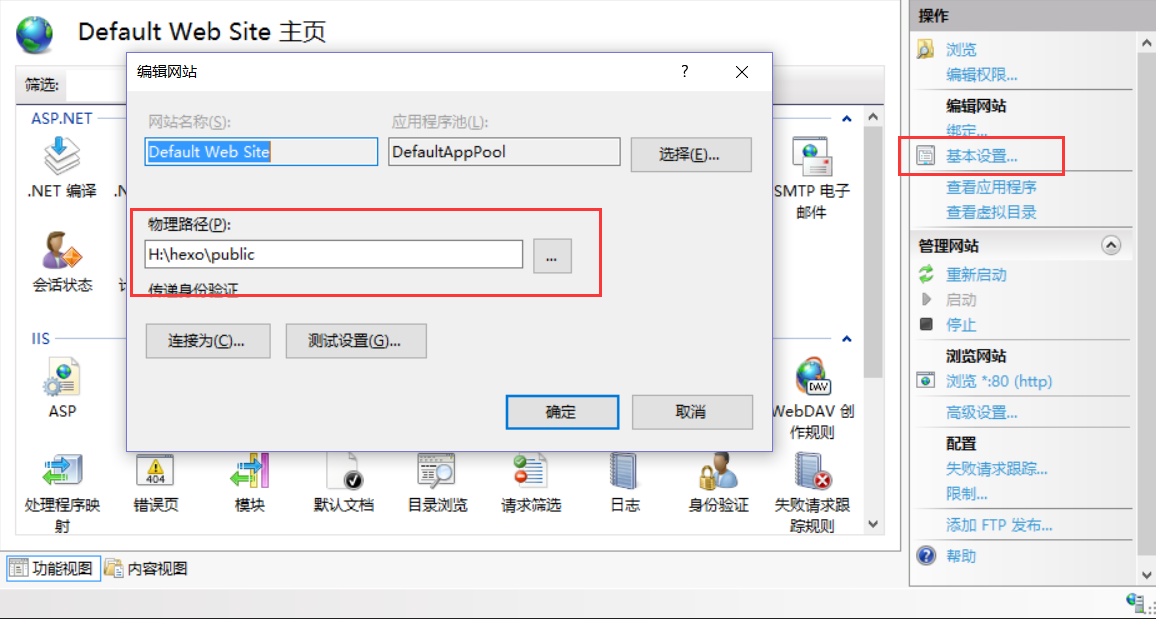 Default Web Site 主页
筛选:
ASP.NET
.NET 编译
会话状态
SMTP 电子
邮件
编辑网站
?
网站名称(S):
应用程序池(L):
Default Web Site
DefaultAppPool
选择(E)...
物理路径(P):
H:\hexo\public
...
传递身份验证
连接为(C)...
测试设置(G)...
确定
取消
IIS
ASP
DAV
WebDAV 创
作规则
404
处理程序映
射
错误页
模块
默认文档
目录浏览
请求筛选
日志
身份验证
失败请求跟
踪规则
功能视图
内容视图
操作
浏览
编辑权限...
编辑网站
绑定...
基本设置...
查看应用程序
查看虚拟目录
管理网站
重新启动
启动
停止
浏览网站
浏览 *:80 (http)
高级设置...
配置
失败请求跟踪...
限制...
添加 FTP 发布...
帮助